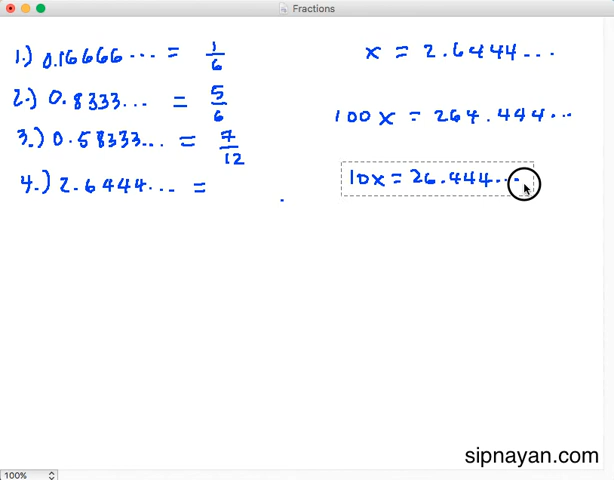 Fractions
1.) 0.16666... = 1/6
2.) 0.8333... = 5/6
3.) 0.58333... = 7/12
4.) 2.6444... =
x = 2.6444...
100x = 264.444...
10x = 26.444...
sipnayan.com
100%